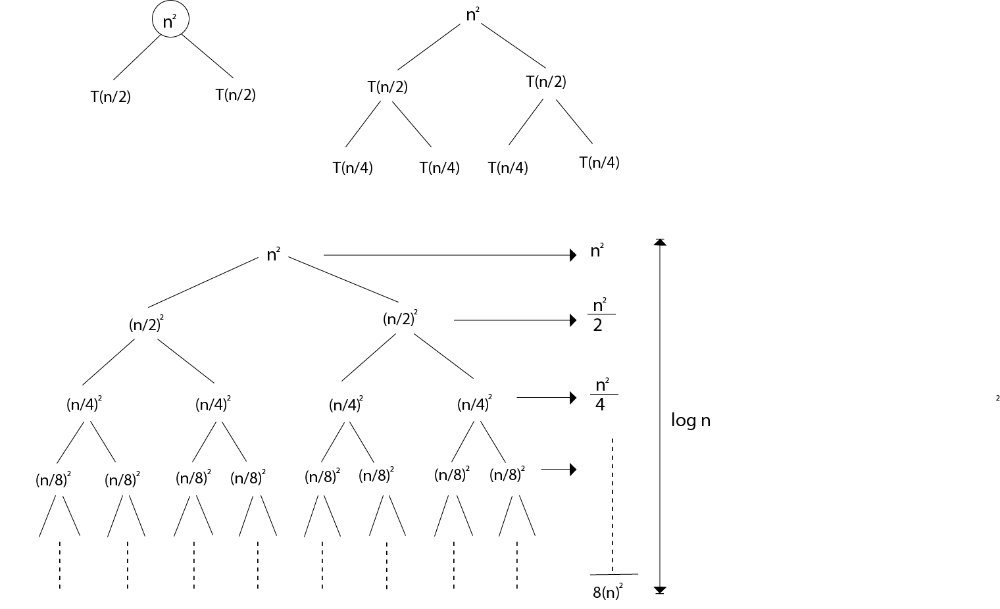 n²
T(n/2) T(n/2)
n²
T(n/2) T(n/2)
T(n/4) T(n/4) T(n/4) T(n/4)
n² n²
(n/2)² (n/2)² n²
2
(n/4)² (n/4)² (n/4)² (n/4)² n²
4
²
log n
(n/8)² (n/8)² (n/8)² (n/8)² (n/8)² (n/8)² (n/8)² (n/8)²
8(n)²